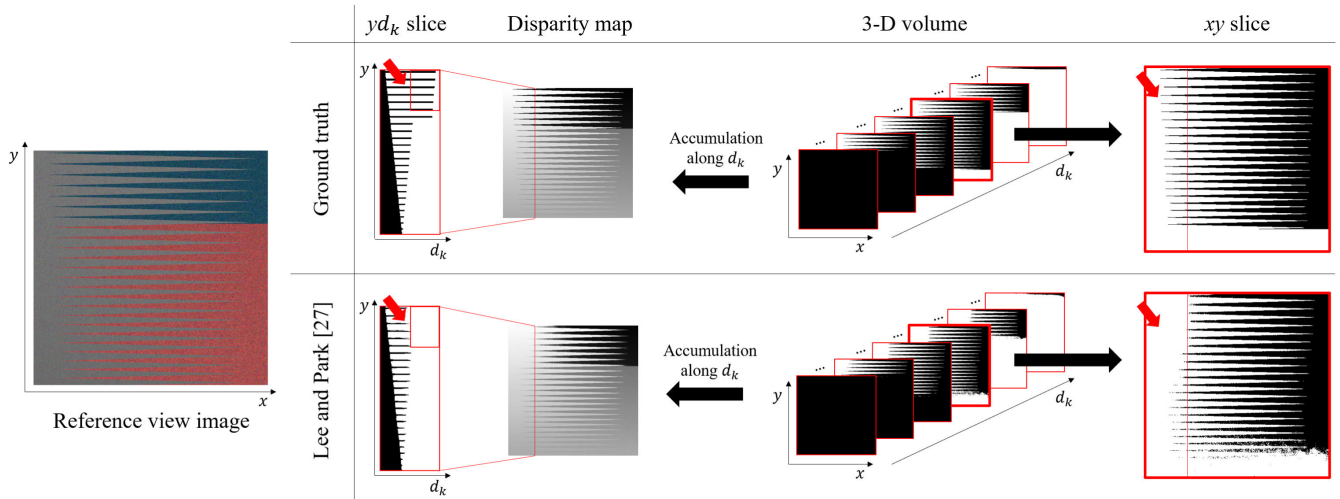 yd_k slice
Disparity map
3-D volume
xy slice
Ground truth
y
d_k
Accumulation
along d_k
...
...
...
...
y
x
d_k
y
x
Reference view image
Lee and Park [27]
y
d_k
Accumulation
along d_k
...
...
...
...
y
x
d_k